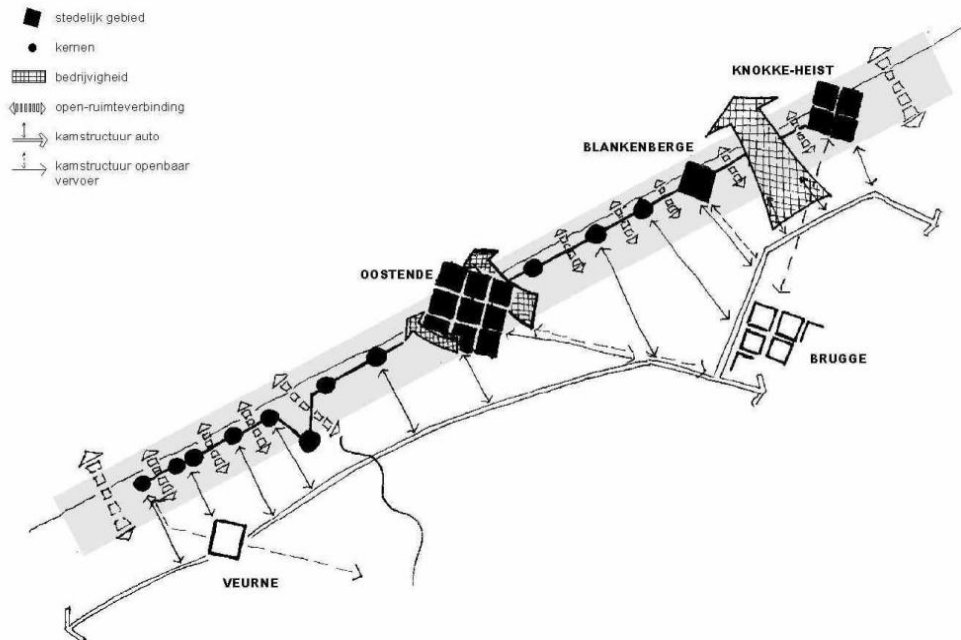 stedelijk gebied
kernen
bedrijvigheid
open-ruimteverbinding
kamstructuur auto
kamstructuur openbaar
vervoer
KNOKKE-HEIST
BLANKENBERGE
OOSTENDE
BRUGGE
VEURNE